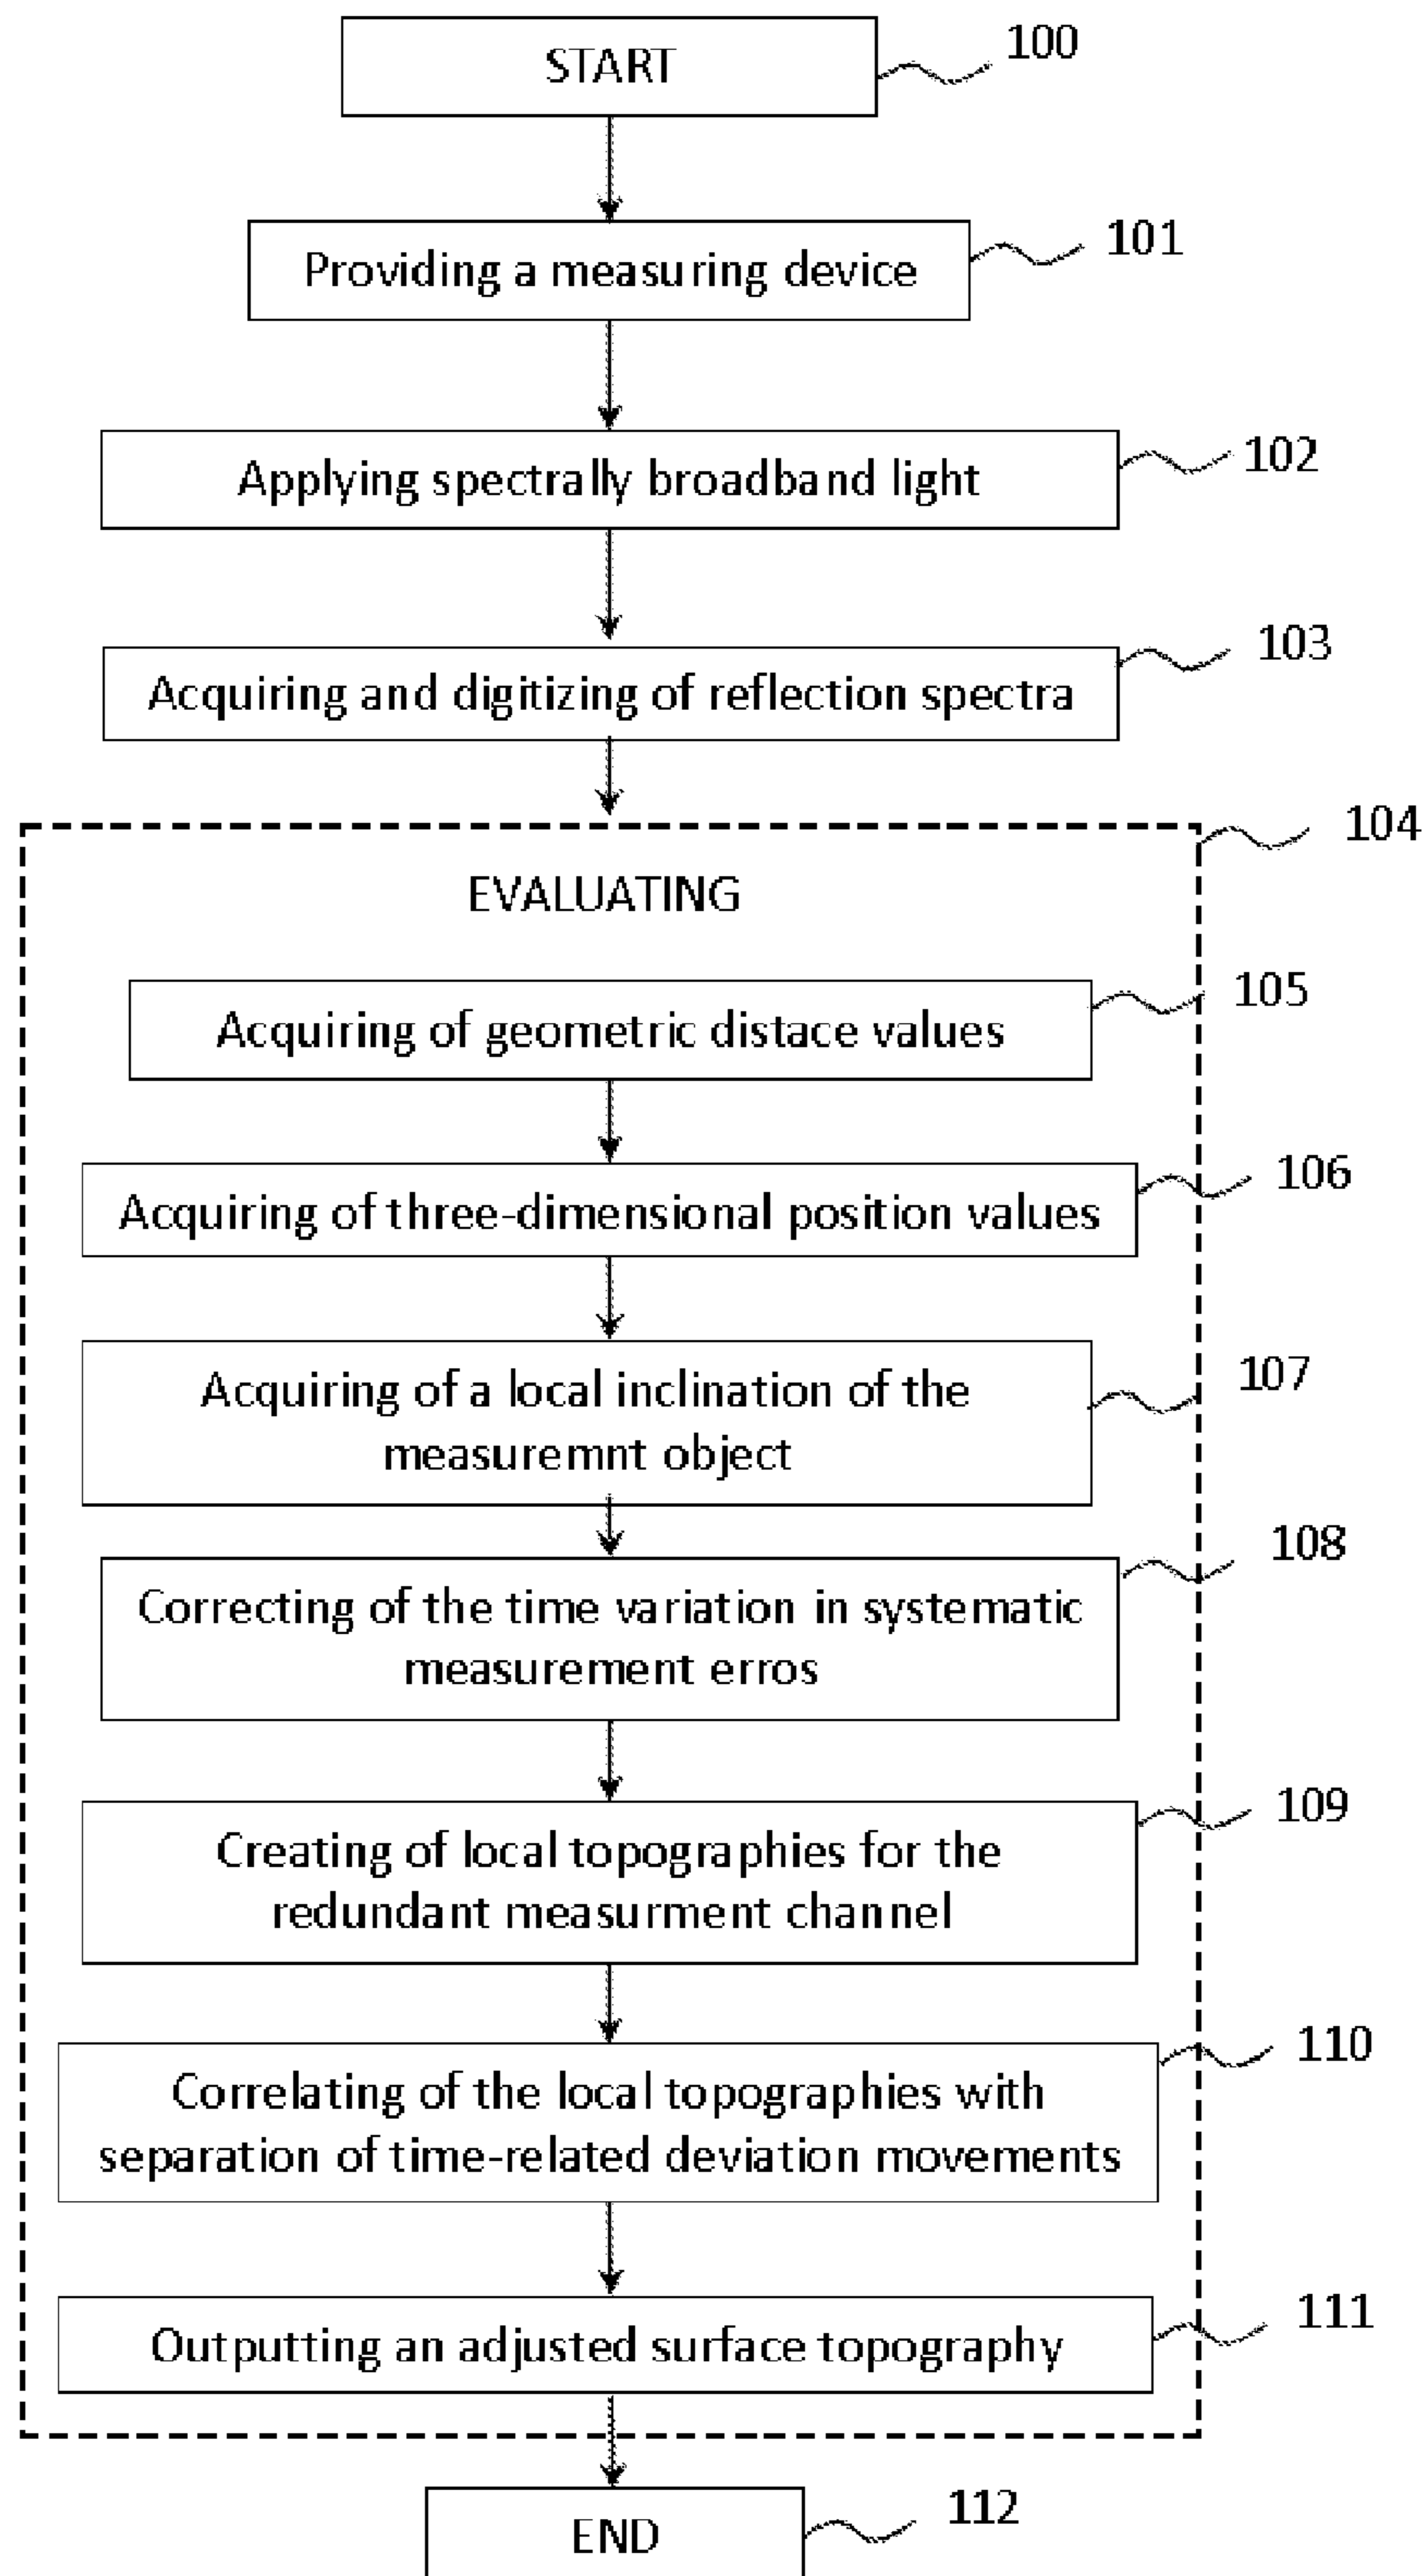 START
100
Providing a measuring device
101
Applying spectrally broadband light
102
Acquiring and digitizing of reflection spectra
103
104
EVALUATING
Acquiring of geometric distace values
105
Acquiring of three-dimensional position values
106
Acquiring of a local inclination of the
measuremnt object
107
Correcting of the time variation in systematic
measurement erros
108
Creating of local topographies for the
redundant measurment channel
109
Correlating of the local topographies with
separation of time-related deviation movements
110
Outputting an adjusted surface topography
111
END
112